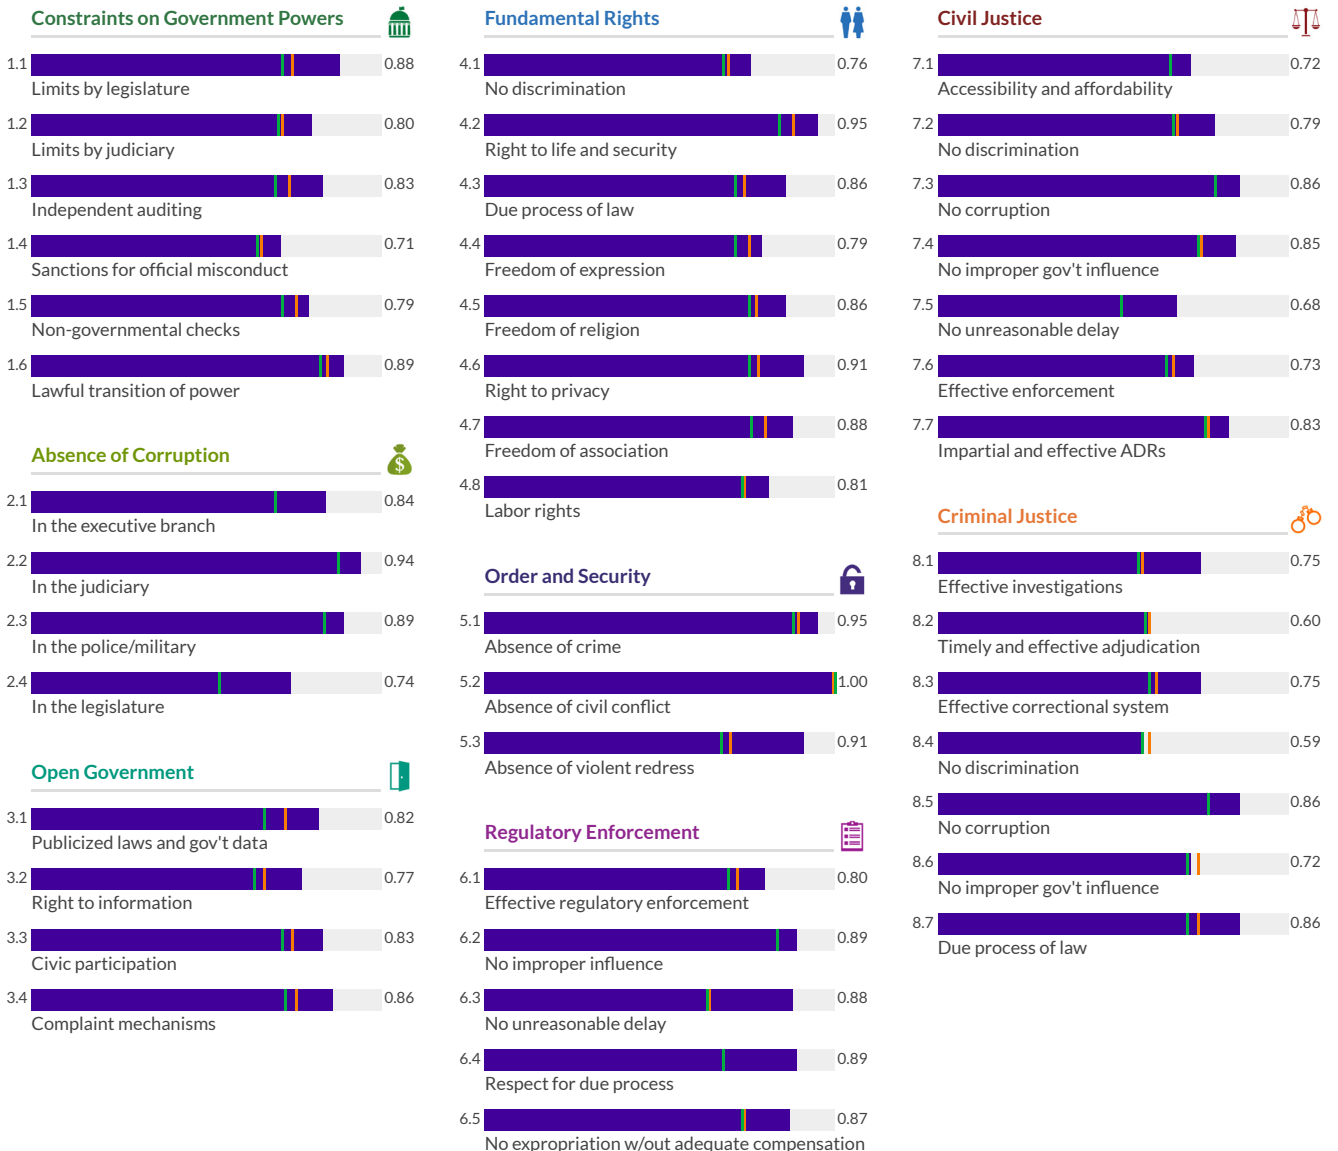 Constraints on Government Powers
1.1 0.88
Limits by legislature
1.2 0.80
Limits by judiciary
1.3 0.83
Independent auditing
1.4 0.71
Sanctions for official misconduct
1.5 0.79
Non-governmental checks
1.6 0.89
Lawful transition of power
Absence of Corruption
$
2.1 0.84
In the executive branch
2.2 0.94
In the judiciary
2.3 0.89
In the police/military
2.4 0.74
In the legislature
Open Government
3.1 0.82
Publicized laws and gov't data
3.2 0.77
Right to information
3.3 0.83
Civic participation
3.4 0.86
Complaint mechanisms
Fundamental Rights
4.1 0.76
No discrimination
4.2 0.95
Right to life and security
4.3 0.86
Due process of law
4.4 0.79
Freedom of expression
4.5 0.86
Freedom of religion
4.6 0.91
Right to privacy
4.7 0.88
Freedom of association
4.8 0.81
Labor rights
Order and Security
5.1 0.95
Absence of crime
5.2 1.00
Absence of civil conflict
5.3 0.91
Absence of violent redress
Regulatory Enforcement
6.1 0.80
Effective regulatory enforcement
6.2 0.89
No improper influence
6.3 0.88
No unreasonable delay
6.4 0.89
Respect for due process
6.5 0.87
No expropriation w/out adequate compensation
Civil Justice
7.1 0.72
Accessibility and affordability
7.2 0.79
No discrimination
7.3 0.86
No corruption
7.4 0.85
No improper gov't influence
7.5 0.68
No unreasonable delay
7.6 0.73
Effective enforcement
7.7 0.83
Impartial and effective ADRs
Criminal Justice
8.1 0.75
Effective investigations
8.2 0.60
Timely and effective adjudication
8.3 0.75
Effective correctional system
8.4 0.59
No discrimination
8.5 0.86
No corruption
8.6 0.72
No improper gov't influence
8.7 0.86
Due process of law